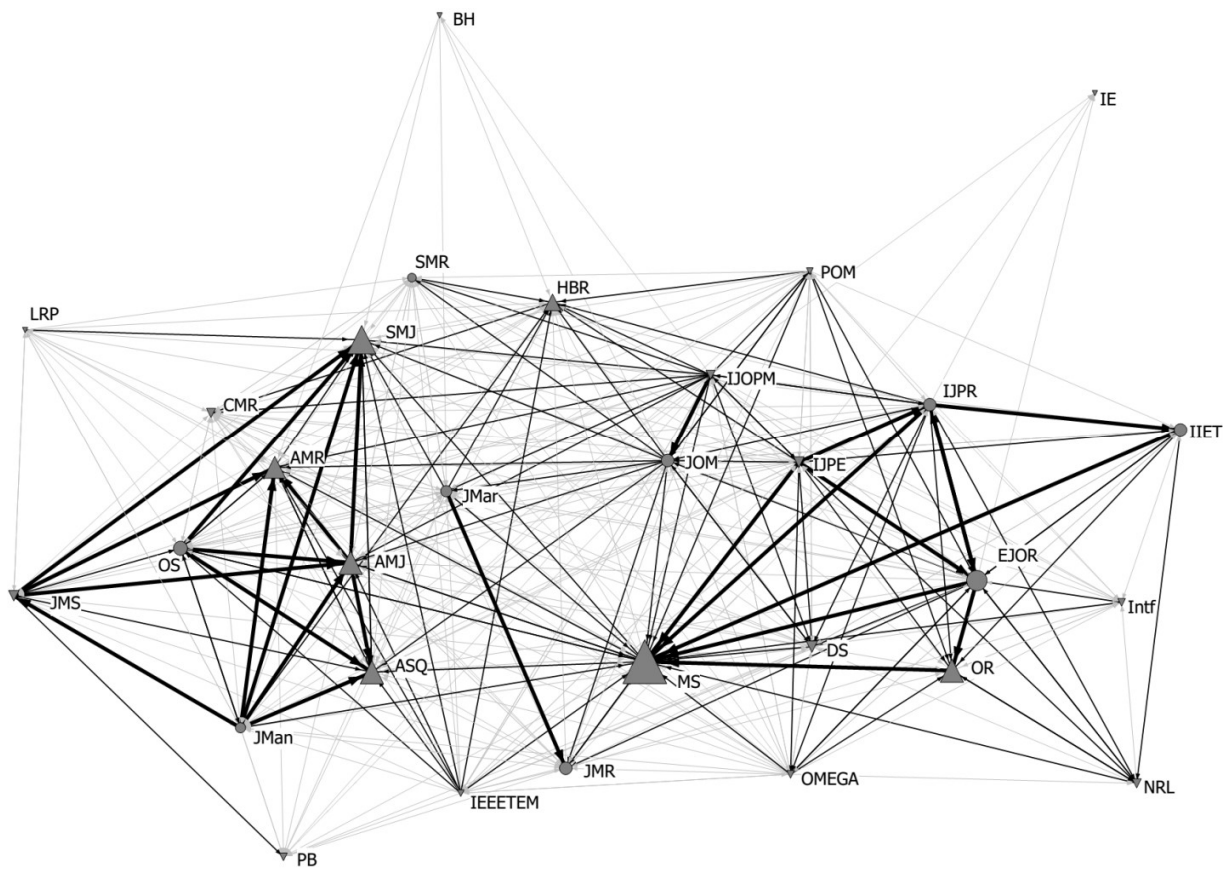 BH
IE
SMR
POM
HBR
LRP
SMJ
IJOPM
IJPR
CMR
IIET
AMR
JOM
IJPE
JMar
OS
AMJ
EJOR
JMS
Intf
DS
ASQ
MS
OR
JMan
JMR
OMEGA
NRL
IEEETEM
PB